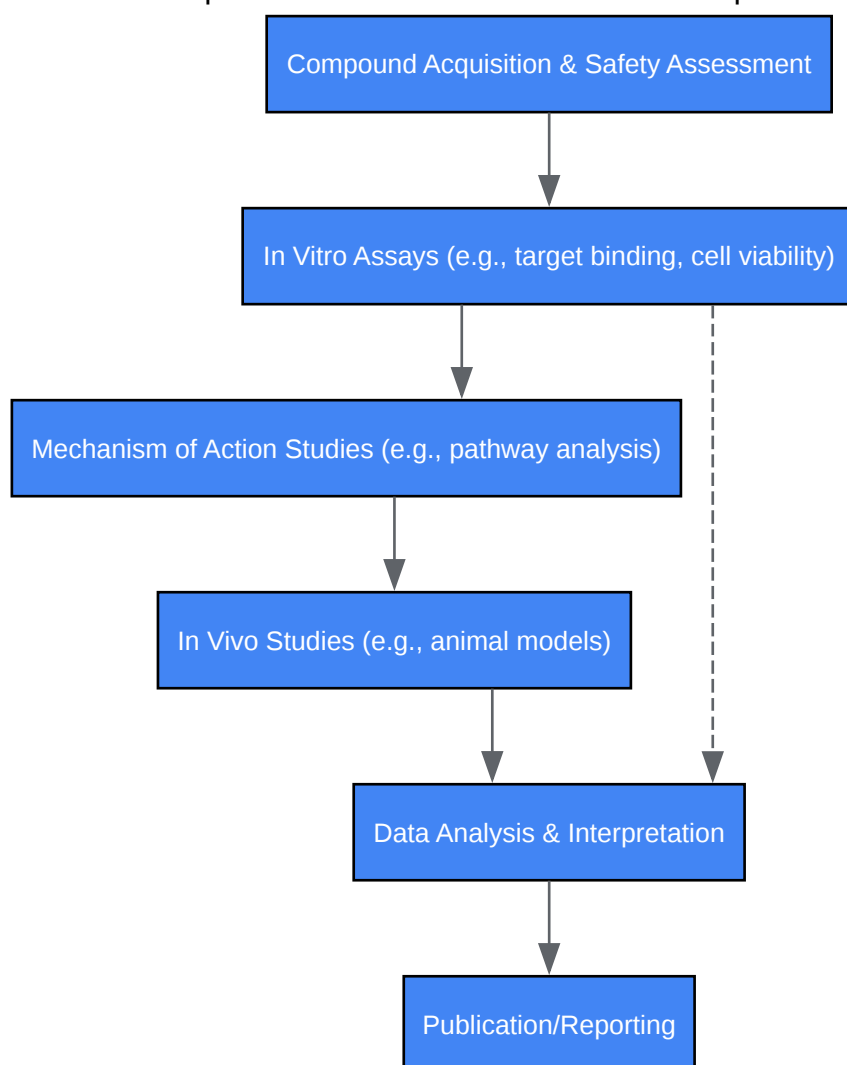 Compound Acquisition & Safety Assessment
In Vitro Assays (e.g., target binding, cell viability)
Mechanism of Action Studies (e.g., pathway analysis)
In Vivo Studies (e.g., animal models)
Data Analysis & Interpretation
Publication/Reporting